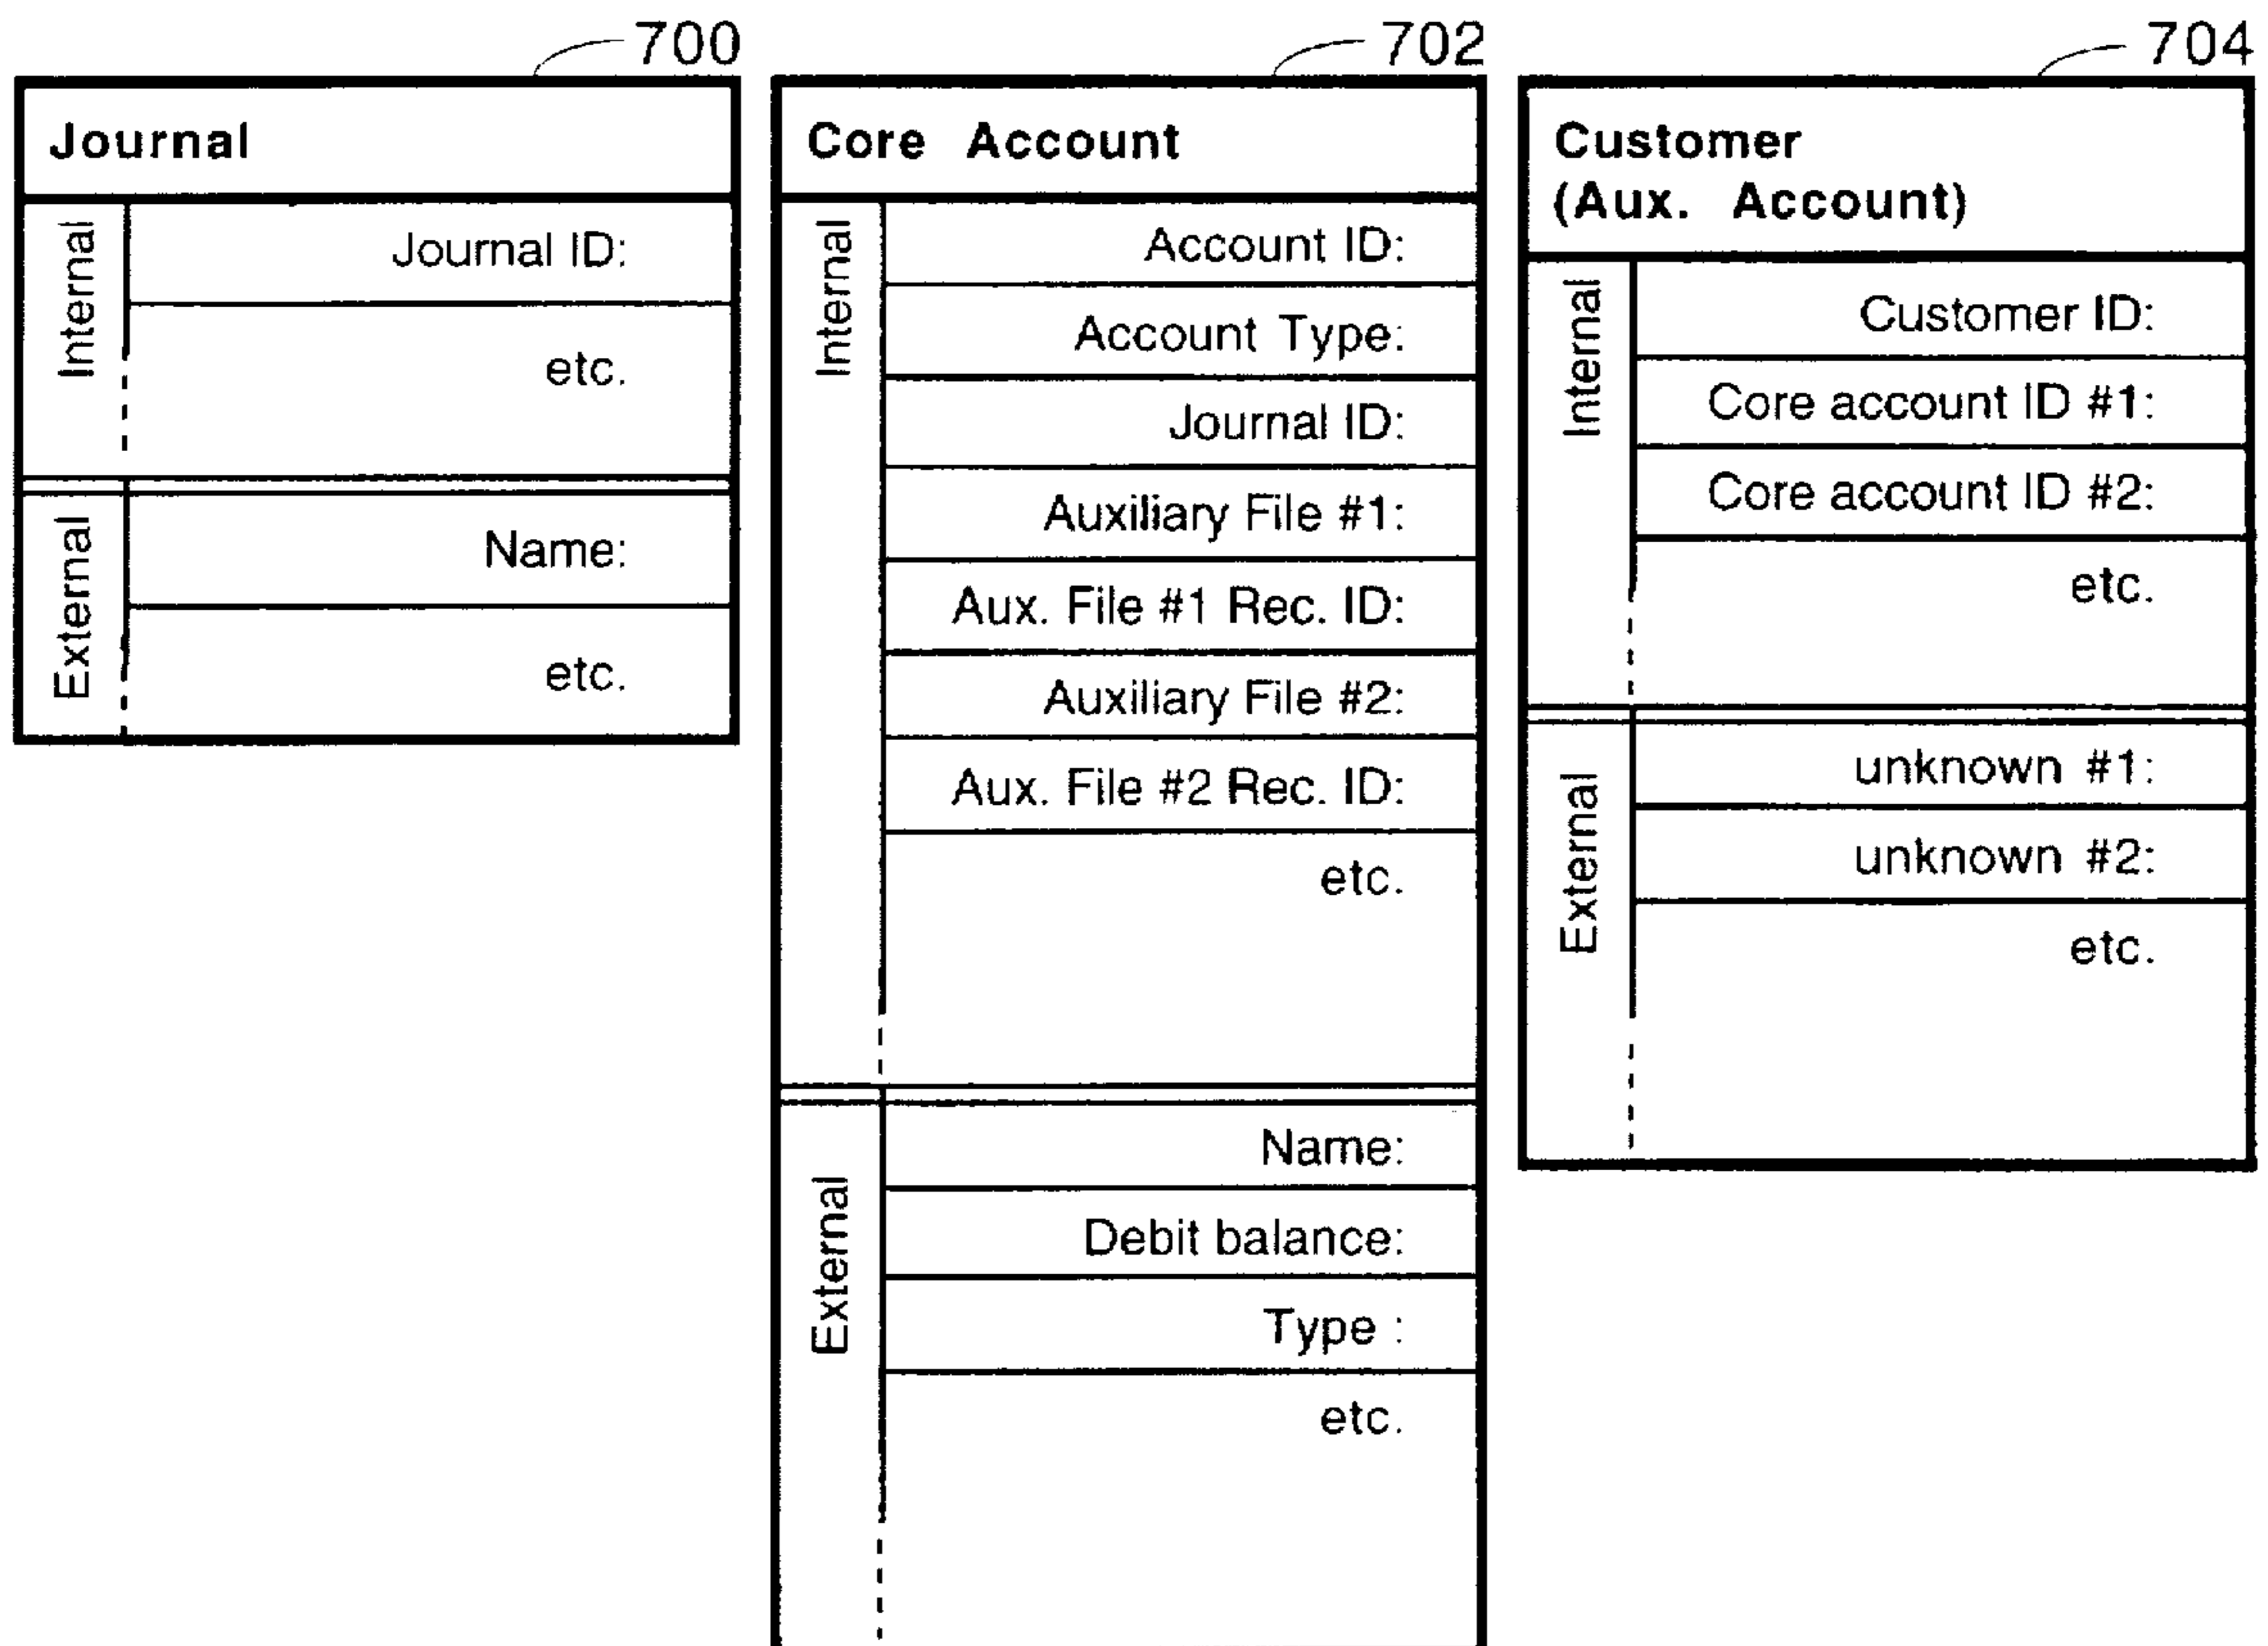 700
Journal
Internal
Journal ID:
etc.
External
Name:
etc.
702
Core Account
Internal
Account ID:
Account Type:
Journal ID:
Auxiliary File #1:
Aux. File #1 Rec. ID:
Auxiliary File #2:
Aux. File #2 Rec. ID:
etc.
External
Name:
Debit balance:
Type :
etc.
704
Customer
(Aux. Account)
Internal
Customer ID:
Core account ID #1:
Core account ID #2:
etc.
External
unknown #1:
unknown #2:
etc.